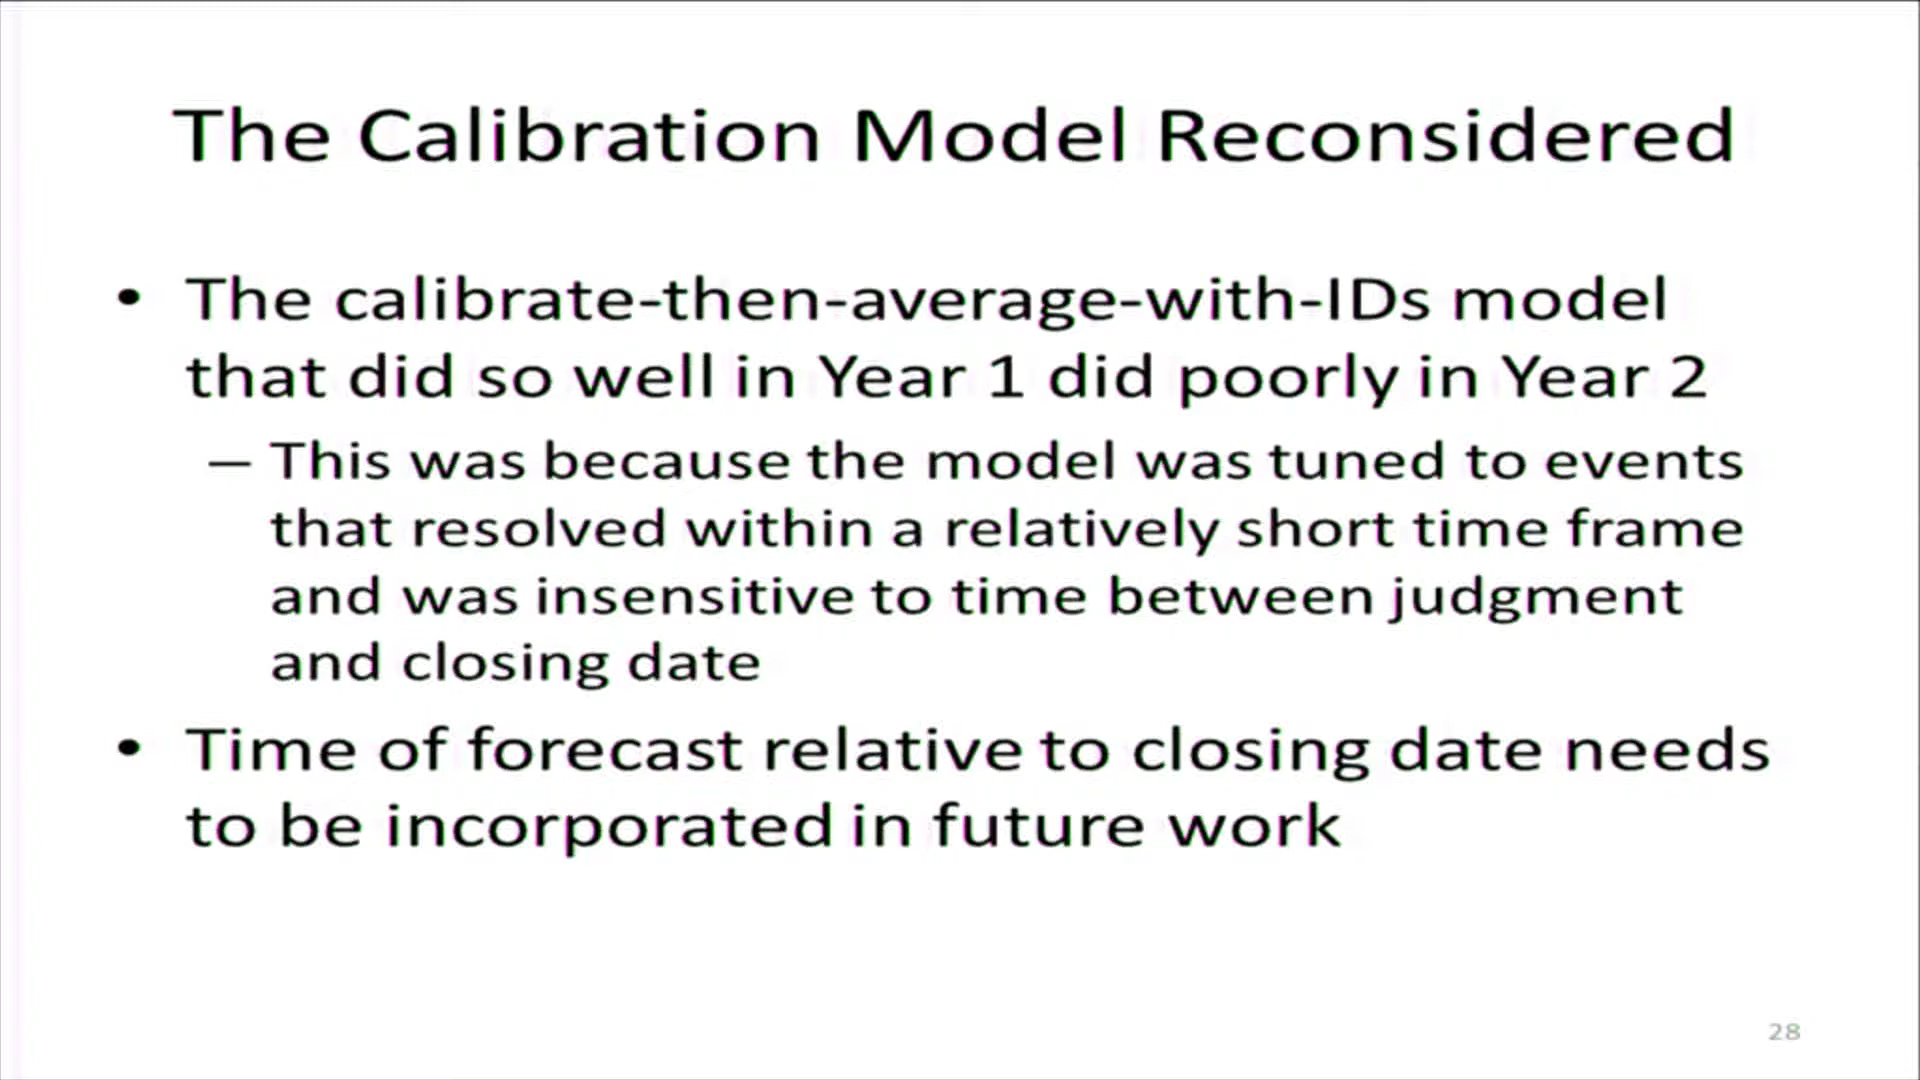 The Calibration Model Reconsidered
• The calibrate-then-average-with-IDs model
that did so well in Year 1 did poorly in Year 2
– This was because the model was tuned to events
that resolved within a relatively short time frame
and was insensitive to time between judgment
and closing date
• Time of forecast relative to closing date needs
to be incorporated in future work
28